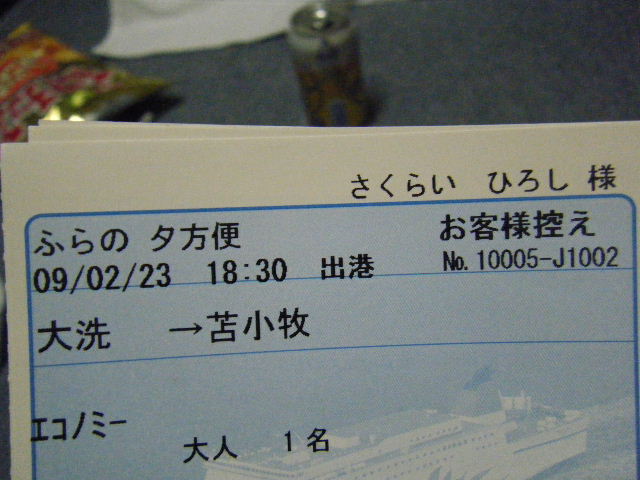 さくらい ひろし 様
ふらの 夕方便 お客様控え
09/02/23 18:30 出港 No.10005-J1002
大洗 →苫小牧
エコノミー
大人 1名